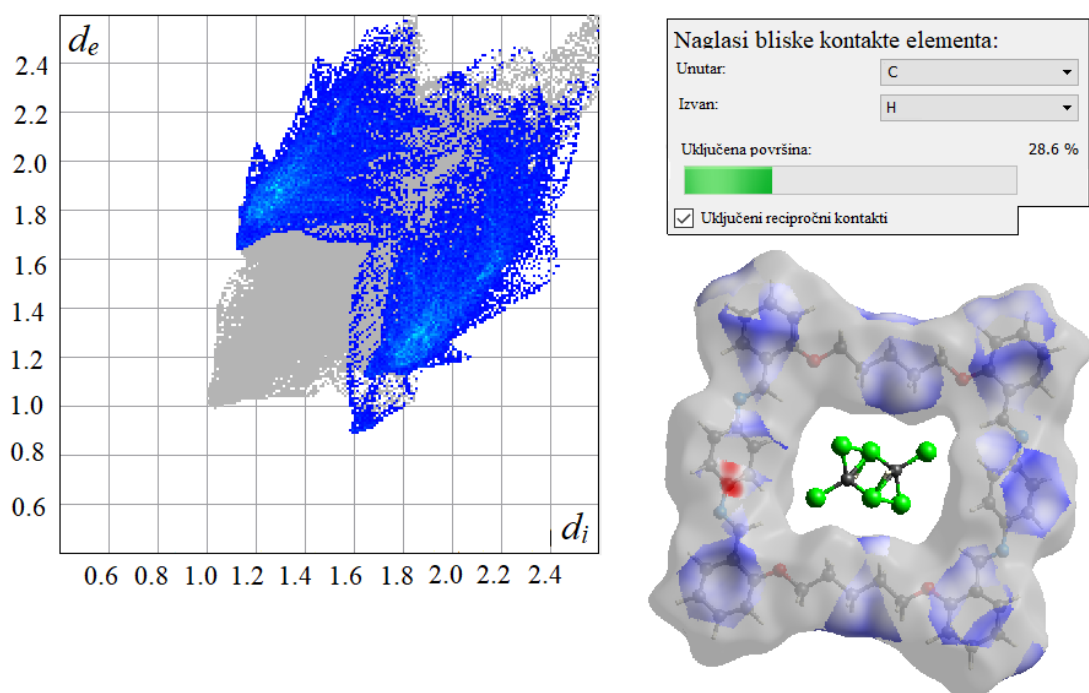 dₑ
2.4
2.2
2.0
1.8
1.6
1.4
1.2
1.0
0.8
0.6
dᵢ
0.6 0.8 1.0 1.2 1.4 1.6 1.8 2.0 2.2 2.4
Naglasi bliske kontakte elementa:
Unutar: C
Izvan: H
Uključena površina: 28.6 %
Uključeni recipročni kontakti